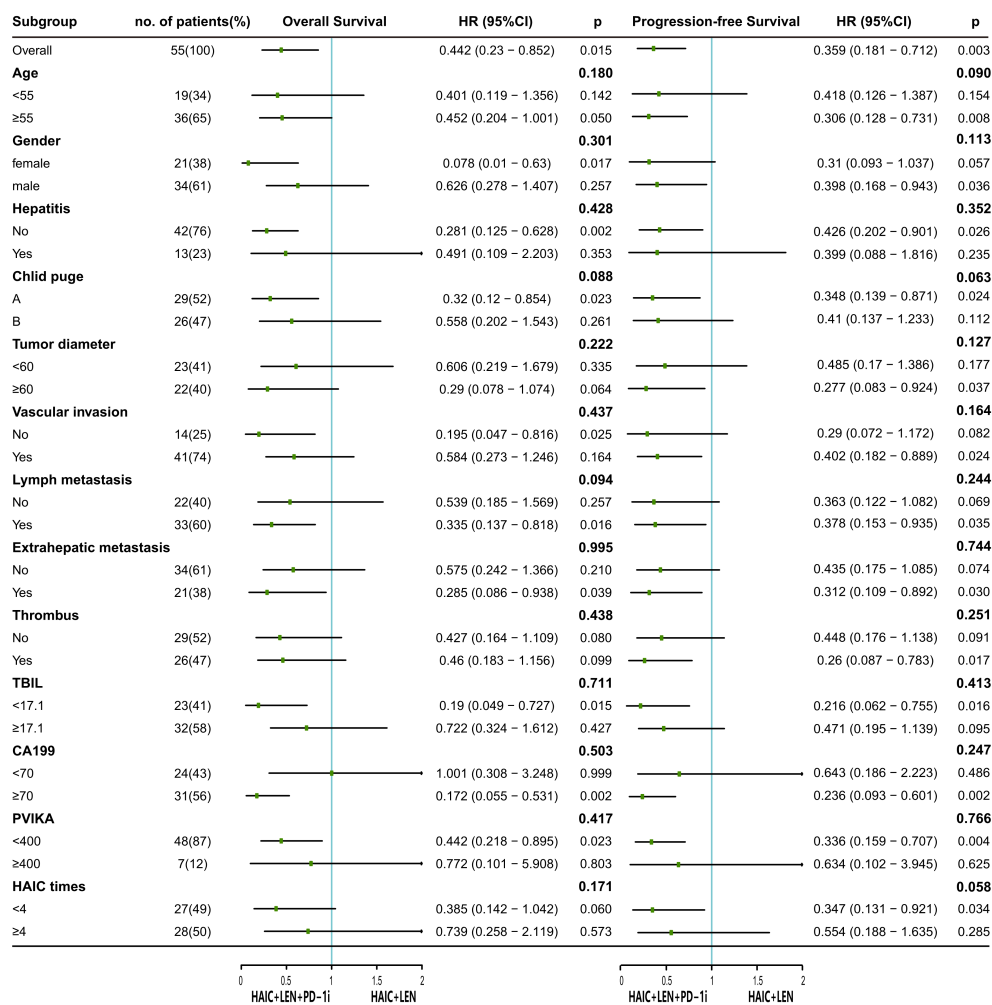 Subgroup no. of patients(%) Overall Survival HR (95%CI) p Progression-free Survival HR (95%CI) p
Overall 55(100) 0.442 (0.23 − 0.852) 0.015 0.359 (0.181 − 0.712) 0.003
Age 0.180 0.090
<55 19(34) 0.401 (0.119 − 1.356) 0.142 0.418 (0.126 − 1.387) 0.154
≥55 36(65) 0.452 (0.204 − 1.001) 0.050 0.306 (0.128 − 0.731) 0.008
Gender 0.301 0.113
female 21(38) 0.078 (0.01 − 0.63) 0.017 0.31 (0.093 − 1.037) 0.057
male 34(61) 0.626 (0.278 − 1.407) 0.257 0.398 (0.168 − 0.943) 0.036
Hepatitis 0.428 0.352
No 42(76) 0.281 (0.125 − 0.628) 0.002 0.426 (0.202 − 0.901) 0.026
Yes 13(23) 0.491 (0.109 − 2.203) 0.353 0.399 (0.088 − 1.816) 0.235
Chlid puge 0.088 0.063
A 29(52) 0.32 (0.12 − 0.854) 0.023 0.348 (0.139 − 0.871) 0.024
B 26(47) 0.558 (0.202 − 1.543) 0.261 0.41 (0.137 − 1.233) 0.112
Tumor diameter 0.222 0.127
<60 23(41) 0.606 (0.219 − 1.679) 0.335 0.485 (0.17 − 1.386) 0.177
≥60 22(40) 0.29 (0.078 − 1.074) 0.064 0.277 (0.083 − 0.924) 0.037
Vascular invasion 0.437 0.164
No 14(25) 0.195 (0.047 − 0.816) 0.025 0.29 (0.072 − 1.172) 0.082
Yes 41(74) 0.584 (0.273 − 1.246) 0.164 0.402 (0.182 − 0.889) 0.024
Lymph metastasis 0.094 0.244
No 22(40) 0.539 (0.185 − 1.569) 0.257 0.363 (0.122 − 1.082) 0.069
Yes 33(60) 0.335 (0.137 − 0.818) 0.016 0.378 (0.153 − 0.935) 0.035
Extrahepatic metastasis 0.995 0.744
No 34(61) 0.575 (0.242 − 1.366) 0.210 0.435 (0.175 − 1.085) 0.074
Yes 21(38) 0.285 (0.086 − 0.938) 0.039 0.312 (0.109 − 0.892) 0.030
Thrombus 0.438 0.251
No 29(52) 0.427 (0.164 − 1.109) 0.080 0.448 (0.176 − 1.138) 0.091
Yes 26(47) 0.46 (0.183 − 1.156) 0.099 0.26 (0.087 − 0.783) 0.017
TBIL 0.711 0.413
<17.1 23(41) 0.19 (0.049 − 0.727) 0.015 0.216 (0.062 − 0.755) 0.016
≥17.1 32(58) 0.722 (0.324 − 1.612) 0.427 0.471 (0.195 − 1.139) 0.095
CA199 0.503 0.247
<70 24(43) 1.001 (0.308 − 3.248) 0.999 0.643 (0.186 − 2.223) 0.486
≥70 31(56) 0.172 (0.055 − 0.531) 0.002 0.236 (0.093 − 0.601) 0.002
PVIKA 0.417 0.766
<400 48(87) 0.442 (0.218 − 0.895) 0.023 0.336 (0.159 − 0.707) 0.004
≥400 7(12) 0.772 (0.101 − 5.908) 0.803 0.634 (0.102 − 3.945) 0.625
HAIC times 0.171 0.058
<4 27(49) 0.385 (0.142 − 1.042) 0.060 0.347 (0.131 − 0.921) 0.034
≥4 28(50) 0.739 (0.258 − 2.119) 0.573 0.554 (0.188 − 1.635) 0.285
0 0.5 1 1.5 2 0 0.5 1 1.5 2
HAIC+LEN+PD−1i HAIC+LEN HAIC+LEN+PD−1i HAIC+LEN